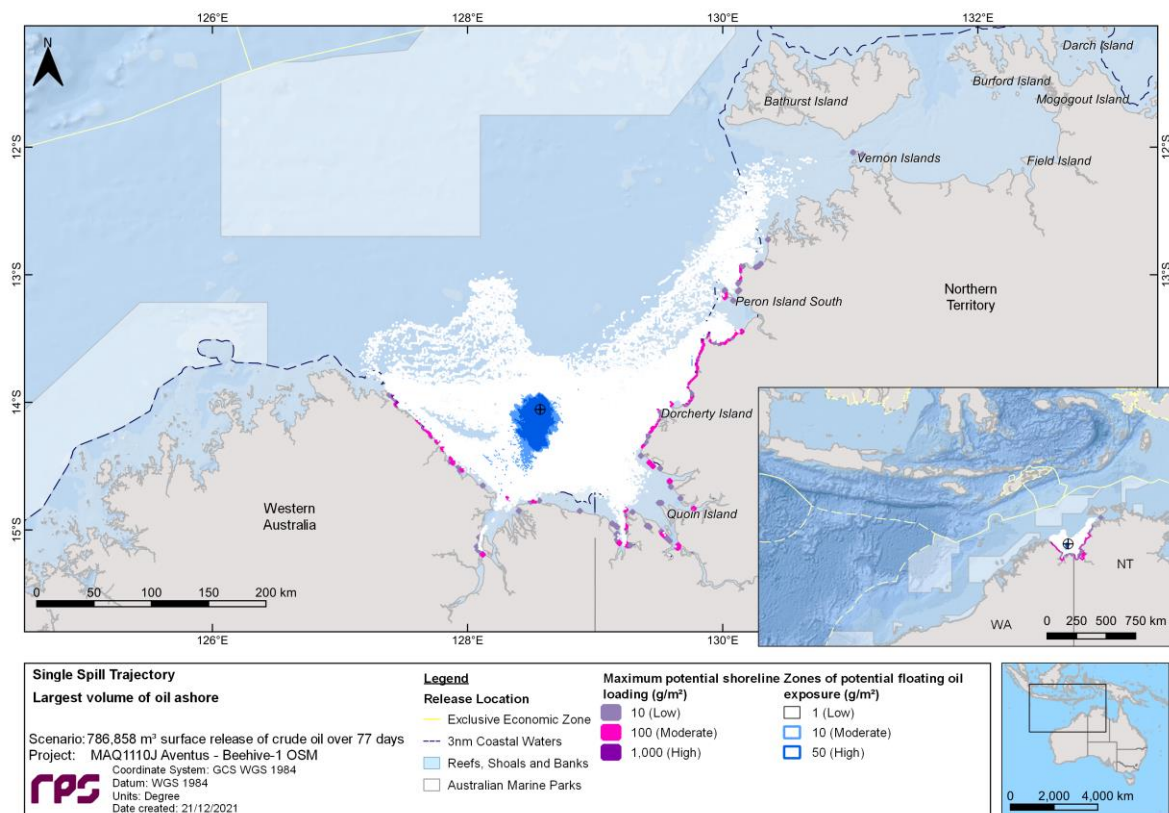 126°E
128°E
130°E
132°E
N
Darch Island
Burford Island
Bathurst Island
Mogogout Island
12°S
12°S
Vernon Islands
Field Island
13°S
13°S
Northern
Territory
Peron Island South
14°S
Dorcherty Island
Western
Australia
Quoin Island
15°S
NT
WA
0 50 100 150 200 km
0 250 500 750 km
126°E
128°E
130°E
132°E
Single Spill Trajectory
Largest volume of oil ashore
Scenario: 786,858 m³ surface release of crude oil over 77 days
Project: MAQ1110J Aventus - Beehive-1 OSM
rps
Coordinate System: GCS WGS 1984
Datum: WGS 1984
Units: Degree
Date created: 21/12/2021
Legend
Release Location
Exclusive Economic Zone
3nm Coastal Waters
Reefs, Shoals and Banks
Australian Marine Parks
Maximum potential shoreline
loading (g/m²)
10 (Low)
100 (Moderate)
1,000 (High)
Zones of potential floating oil
exposure (g/m²)
1 (Low)
10 (Moderate)
50 (High)
0 2,000 4,000 km